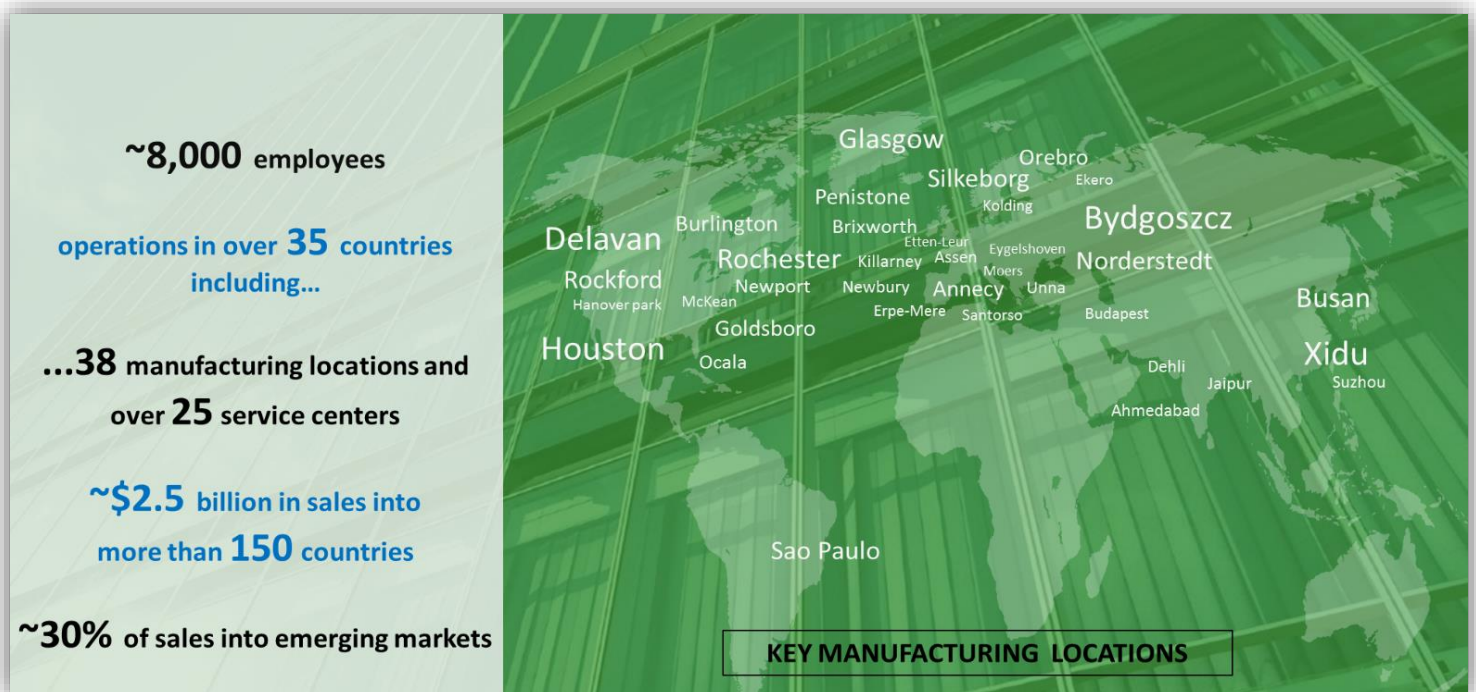 ~8,000 employees
operations in over 35 countries
including...
...38 manufacturing locations and
over 25 service centers
~$2.5 billion in sales into
more than 150 countries
~30% of sales into emerging markets
Glasgow
Orebro
Silkeborg
Ekero
Penistone
Kolding
Burlington
Brixworth
Bydgoszcz
Delavan
Etten-Leur
Eygelshoven
Rochester
Killarney
Assen
Norderstedt
Moers
Rockford
Newport
Newbury
Annecy
Unna
Hanover park
McKean
Busan
Erpe-Mere
Santorso
Budapest
Goldsboro
Houston
Xidu
Ocala
Dehli
Jaipur
Suzhou
Ahmedabad
Sao Paulo
KEY MANUFACTURING LOCATIONS